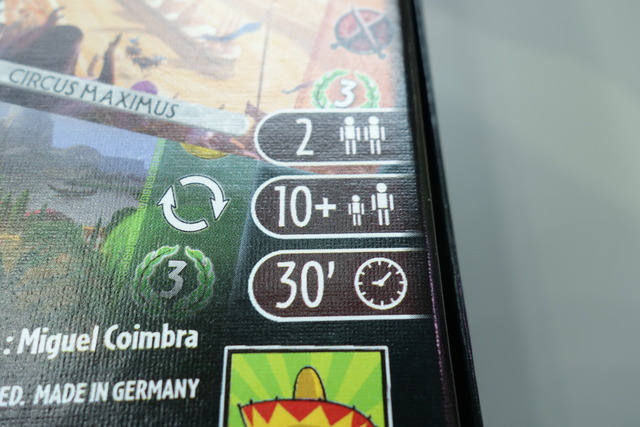 CIRCUS MAXIMUS
3
2
10+
3
30'
: Miguel Coimbra
ED. MADE IN GERMANY